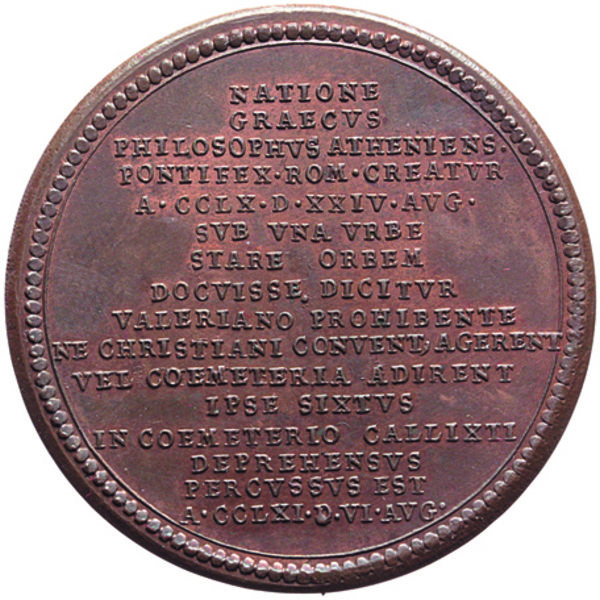 NATIONE
GRAECVS
PHILOSOPHVS ATHENIENS·
PONTIFEX·ROM·CREATVR
A·CCLX·D·XXIV·AVG·
SVB VNA VRBE
STARE ORBEM
DOCVISSE DICITVR
VALERIANO PROHIBENTE
NE CHRISTIANI CONVENT; AGERENT
VEL COEMETERIA ADIRENT
IPSE SIXTVS
IN COEMETERIO CALLIXTI
DEPREHENSVS
PERCVSSVS EST
A·CCLXI·D·VI·AVG·